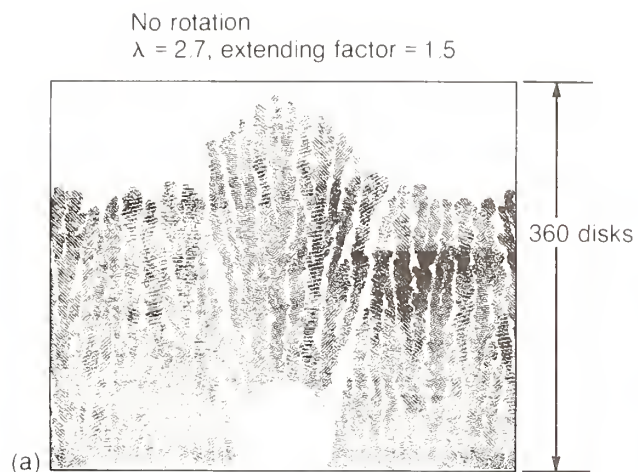 No rotation
λ = 2.7, extending factor = 1.5
360 disks
(a)